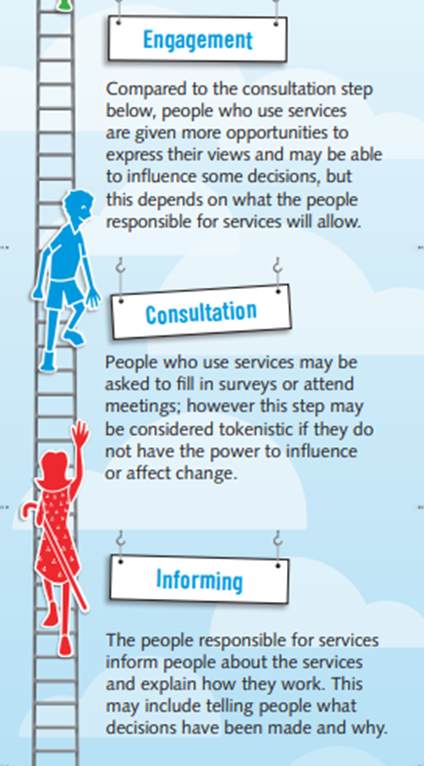 Engagement
Compared to the consultation step
below, people who use services
are given more opportunities to
express their views and may be able
to influence some decisions, but
this depends on what the people
responsible for services will allow.
Consultation
People who use services may be
asked to fill in surveys or attend
meetings; however this step may
be considered tokenistic if they do
not have the power to influence
or affect change.
Informing
The people responsible for services
inform people about the services
and explain how they work. This
may include telling people what
decisions have been made and why.